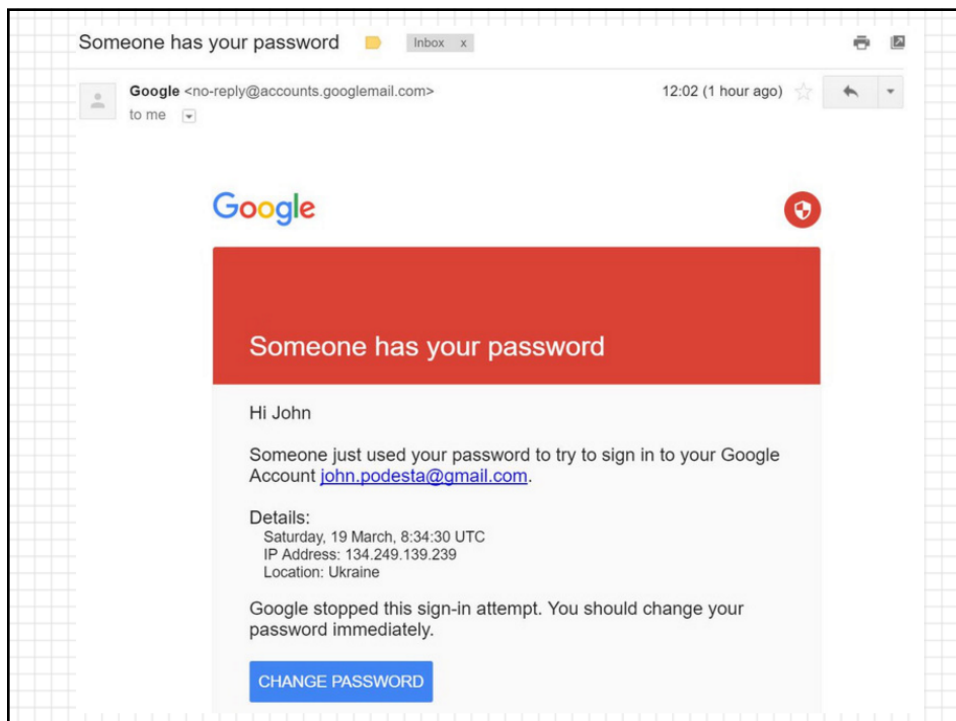 Someone has your password
Inbox x
Google <no-reply@accounts.googlemail.com>
12:02 (1 hour ago)
to me
Google
Someone has your password
Hi John
Someone just used your password to try to sign in to your Google
Account john.podesta@gmail.com.
Details:
Saturday, 19 March, 8:34:30 UTC
IP Address: 134.249.139.239
Location: Ukraine
Google stopped this sign-in attempt. You should change your
password immediately.
CHANGE PASSWORD